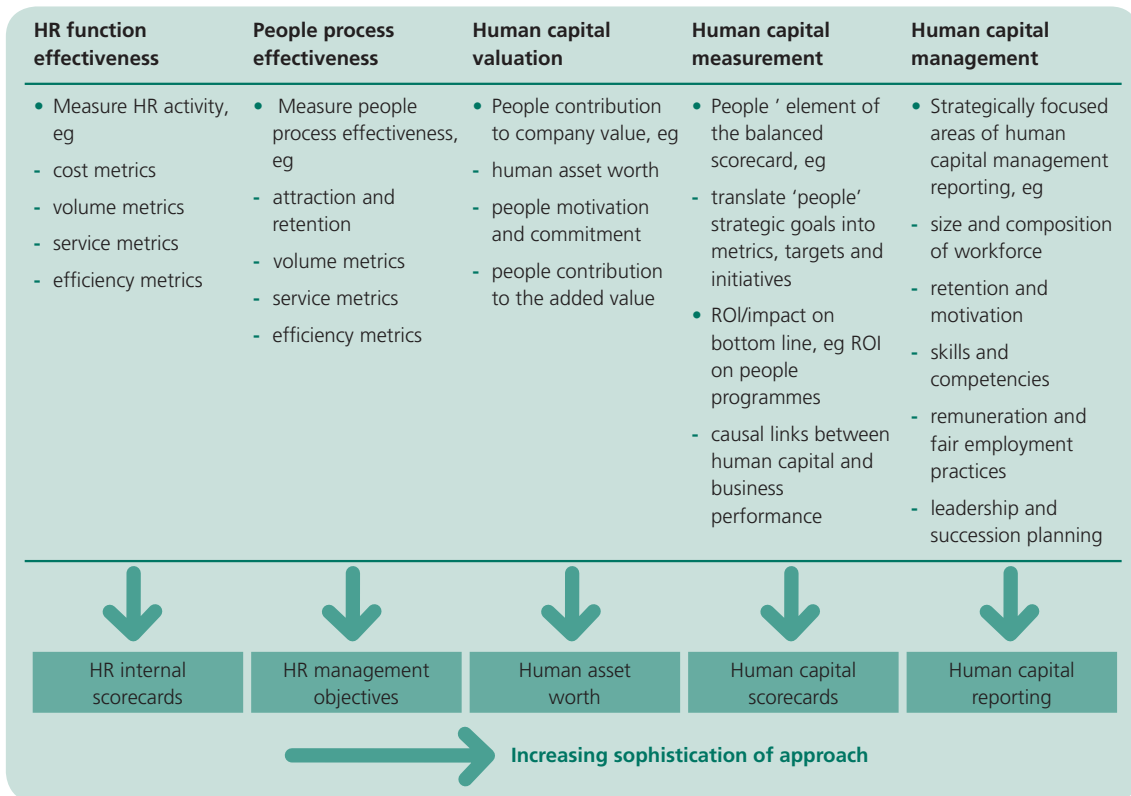 HR function
effectiveness
• Measure HR activity,
eg
- cost metrics
- volume metrics
- service metrics
- efficiency metrics
HR internal
scorecards
People process
effectiveness
• Measure people
process effectiveness,
eg
- attraction and
retention
- volume metrics
- service metrics
- efficiency metrics
HR management
objectives
Human capital
valuation
• People contribution
to company value, eg
- human asset worth
- people motivation
and commitment
- people contribution
to the added value
Human asset
worth
Human capital
measurement
• People ’ element of
the balanced
scorecard, eg
- translate ‘people’
strategic goals into
metrics, targets and
initiatives
• ROI/impact on
bottom line, eg ROI
on people
programmes
- causal links between
human capital and
business
performance
Human capital
scorecards
Human capital
management
• Strategically focused
areas of human
capital management
reporting, eg
- size and composition
of workforce
- retention and
motivation
- skills and
competencies
- remuneration and
fair employment
practices
- leadership and
succession planning
Human capital
reporting
Increasing sophistication of approach